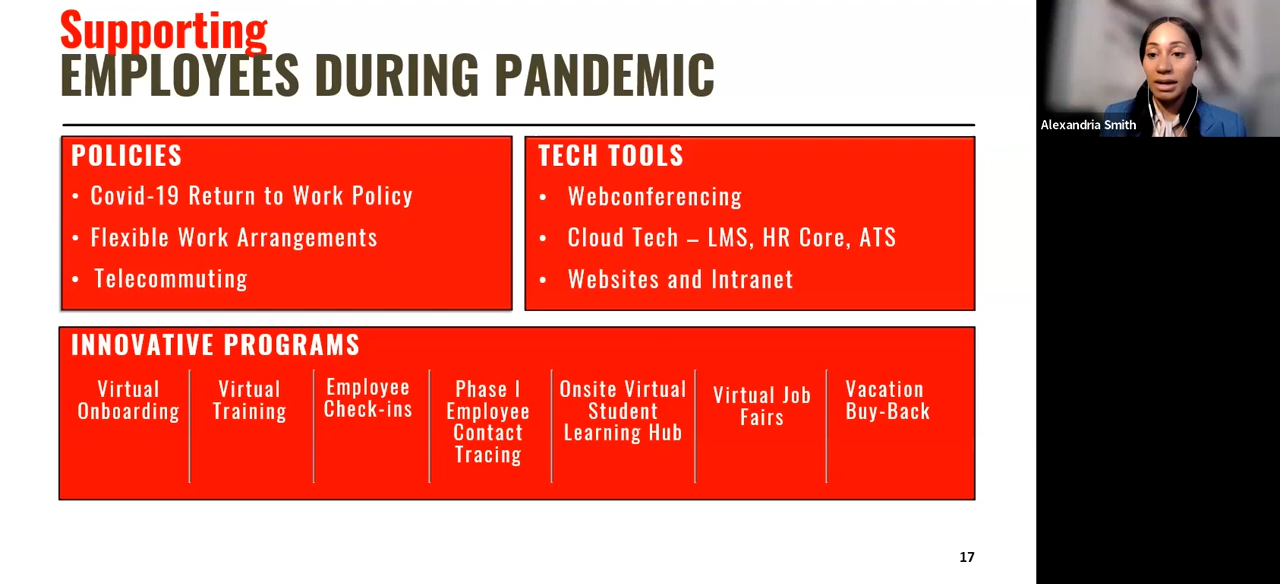 Supporting
EMPLOYEES DURING PANDEMIC
POLICIES
• Covid-19 Return to Work Policy
• Flexible Work Arrangements
• Telecommuting
TECH TOOLS
• Webconferencing
• Cloud Tech – LMS, HR Core, ATS
• Websites and Intranet
INNOVATIVE PROGRAMS
Virtual
Onboarding
Virtual
Training
Employee
Check-ins
Phase I
Employee
Contact
Tracing
Onsite Virtual
Student
Learning Hub
Virtual Job
Fairs
Vacation
Buy-Back
17
Alexandria Smith